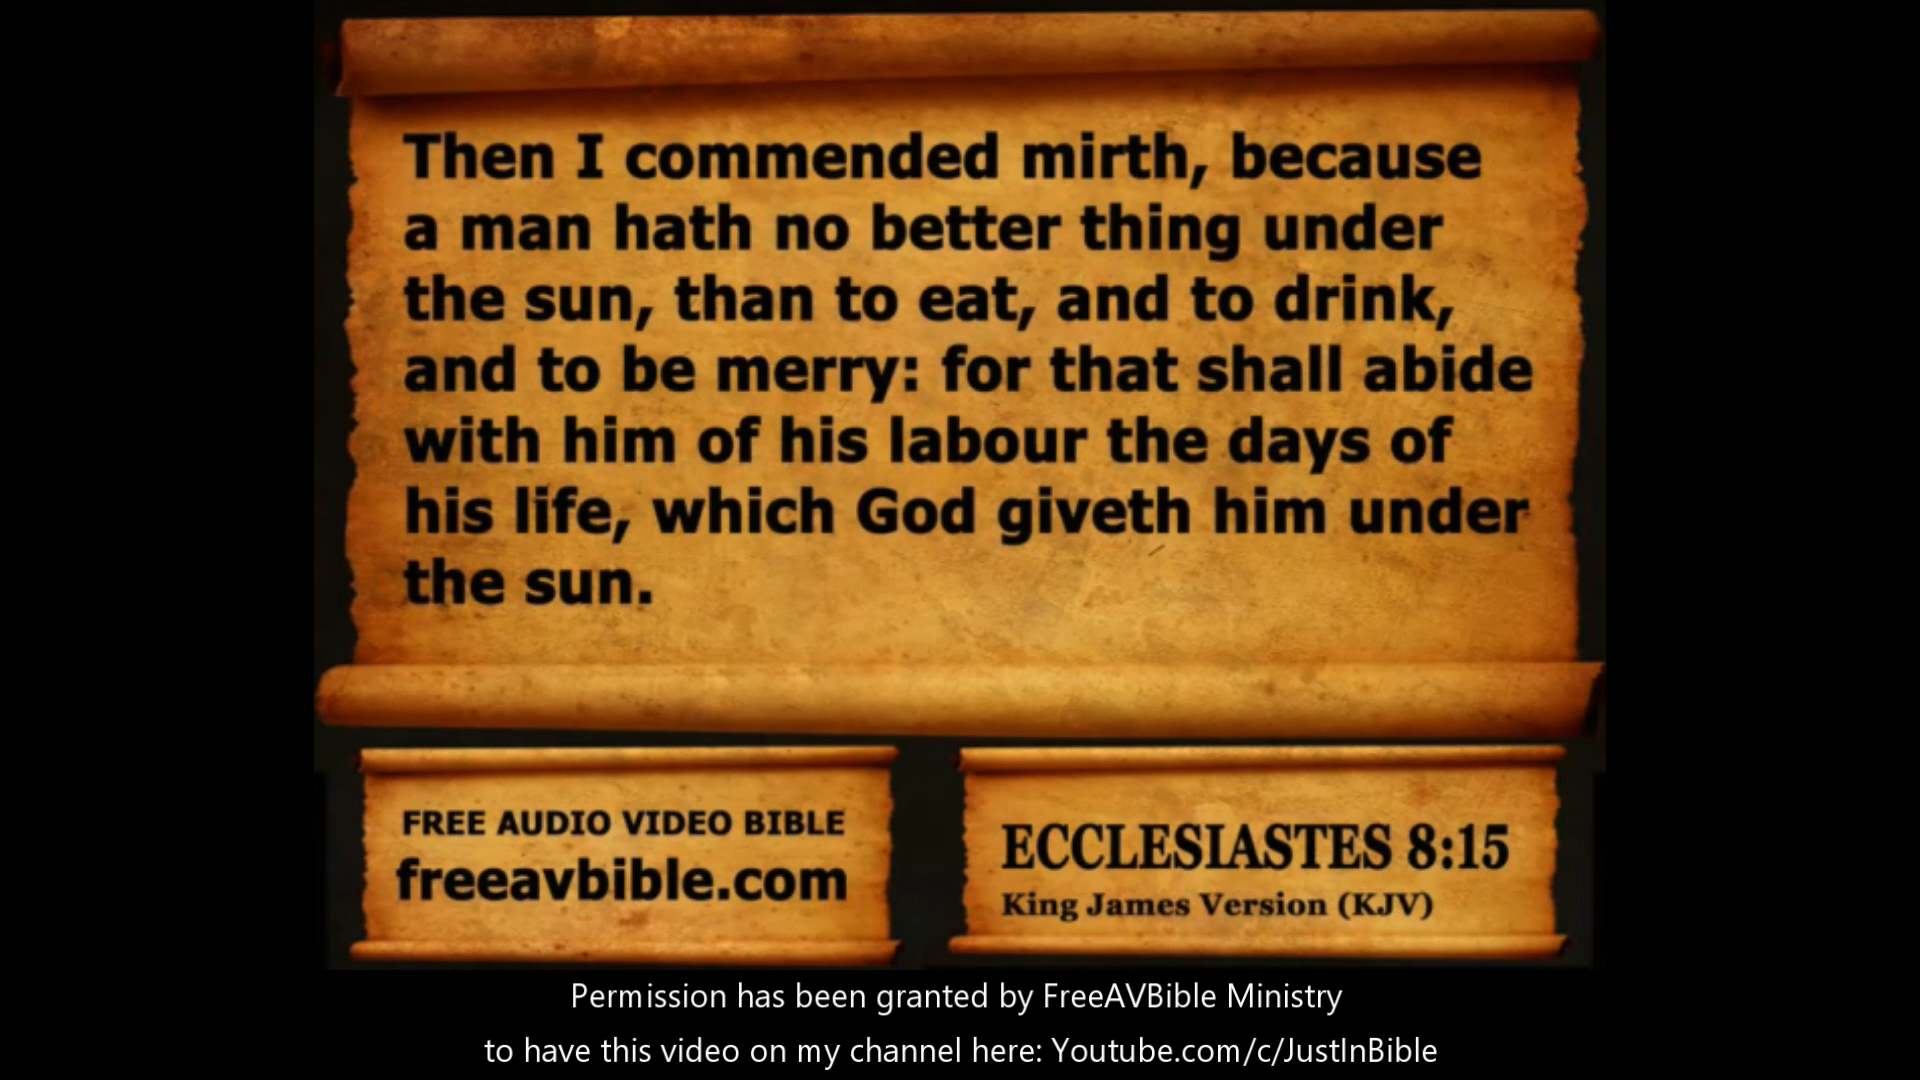 Then I commended mirth, because
a man hath no better thing under
the sun, than to eat, and to drink,
and to be merry: for that shall abide
with him of his labour the days of
his life, which God giveth him under
the sun.
FREE AUDIO VIDEO BIBLE
freeavbible.com
ECCLESIASTES 8:15
King James Version (KJV)
Permission has been granted by FreeAVBible Ministry
to have this video on my channel here: Youtube.com/c/JustInBible